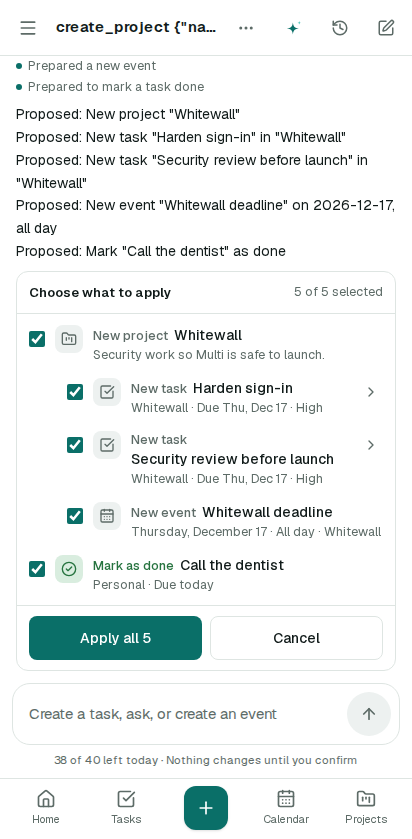 create_project {"na...
Prepared a new event
Prepared to mark a task done
Proposed: New project "Whitewall"
Proposed: New task "Harden sign-in" in "Whitewall"
Proposed: New task "Security review before launch" in
"Whitewall"
Proposed: New event "Whitewall deadline" on 2026-12-17,
all day
Proposed: Mark "Call the dentist" as done
Choose what to apply
5 of 5 selected
New project Whitewall
Security work so Multi is safe to launch.
New task Harden sign-in
Whitewall · Due Thu, Dec 17 · High
New task
Security review before launch
Whitewall · Due Thu, Dec 17 · High
New event Whitewall deadline
Thursday, December 17 · All day · Whitewall
Mark as done Call the dentist
Personal · Due today
Apply all 5
Cancel
Create a task, ask, or create an event
38 of 40 left today · Nothing changes until you confirm
Home
Tasks
Calendar
Projects